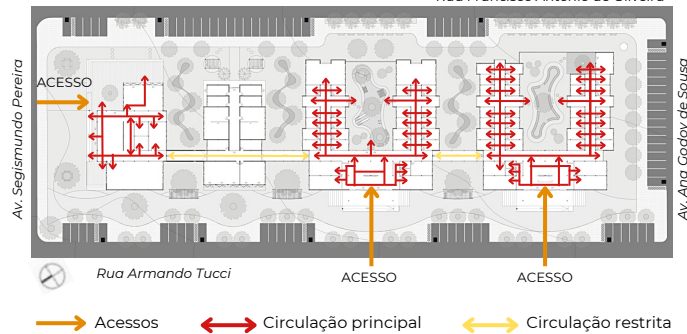 Rua Francisco Antônio de Oliveira
ACESSO
Av. Segismundo Pereira
Av. Ana Godoy de Sousa
Rua Armando Tucci
ACESSO
ACESSO
Acessos
Circulação principal
Circulação restrita